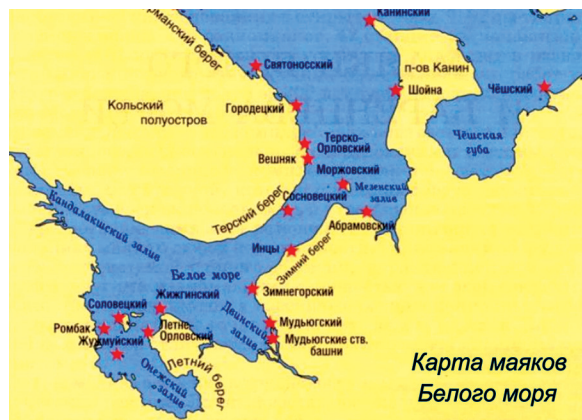 Канинский
рманский берег
Святоносский
п-ов Канин
Шойна
Чёшский
Кольский
полуостров
Городецкий
Чёшская
губа
Терско-
Орловский
Вешняк
Моржовский
Мезенский
залив
Сосновецкий
Абрамовский
Терский берег
Кандалакшский залив
Инцы
Зимний берег
Белое море
Зимнегорский
Жижгинский
Соловецкий
Двинский
залив
Ромбак
Летне-
Орловский
Мудьюгский
Жужмуйский
Мудьюгские ств.
башни
Летний берег
Онежский
залив
Карта маяков
Белого моря